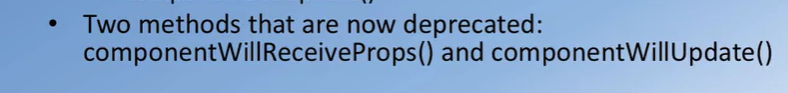 • Two methods that are now deprecated:
componentWillReceiveProps() and componentWillUpdate()